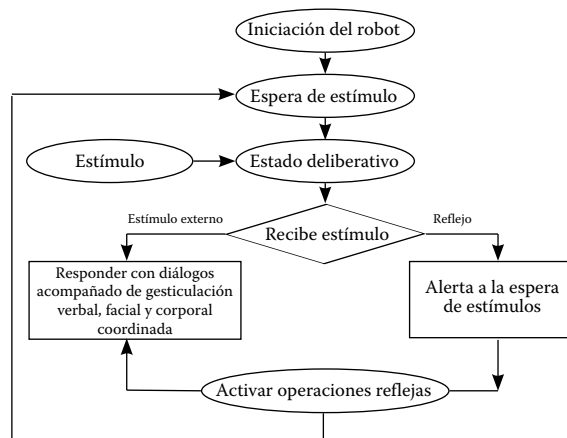 Iniciación del robot
Espera de estímulo
Estímulo
Estado deliberativo
Estímulo externo
Recibe estímulo
Reflejo
Responder con diálogos
acompañado de gesticulación
verbal, facial y corporal
coordinada
Alerta a la espera
de estímulos
Activar operaciones reflejas